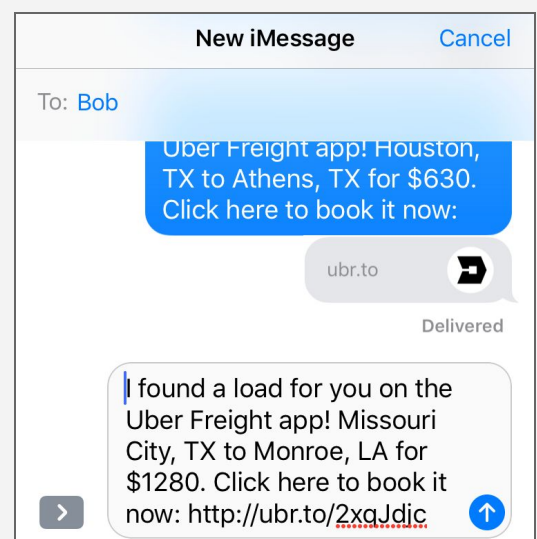 New iMessage Cancel
To: Bob
Uber Freight app! Houston,
TX to Athens, TX for $630.
Click here to book it now:
ubr.to
Delivered
I found a load for you on the
Uber Freight app! Missouri
City, TX to Monroe, LA for
$1280. Click here to book it
now: http://ubr.to/2xqJdjc